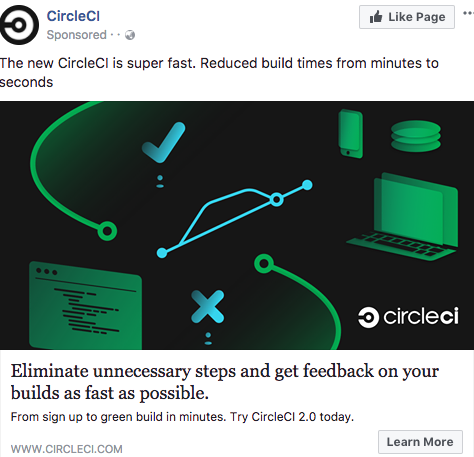 CircleCI
Like Page
Sponsored · ·
The new CircleCI is super fast. Reduced build times from minutes to
seconds
circleci
Eliminate unnecessary steps and get feedback on your
builds as fast as possible.
From sign up to green build in minutes. Try CircleCI 2.0 today.
WWW.CIRCLECI.COM
Learn More